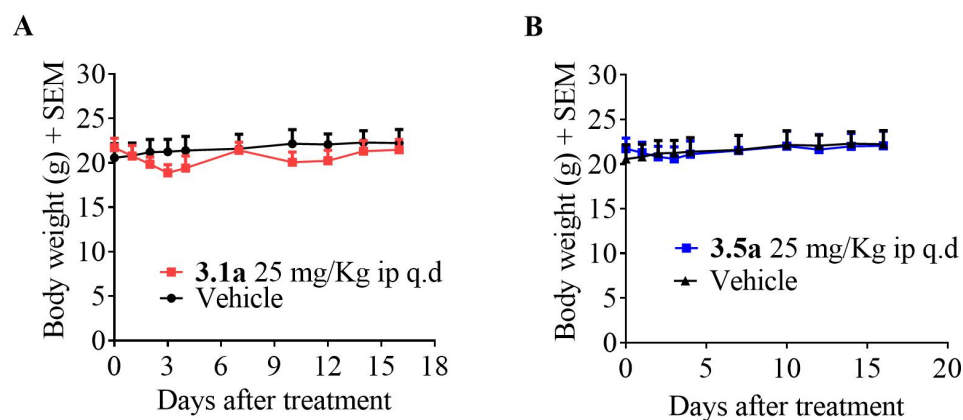 A
Body weight (g) + SEM
30
25
20
15
10
5
0
0 3 6 9 12 15 18
Days after treatment
3.1a 25 mg/Kg ip q.d
Vehicle
B
Body weight (g) + SEM
30
25
20
15
10
5
0
0 5 10 15 20
Days after treatment
3.5a 25 mg/Kg ip q.d
Vehicle